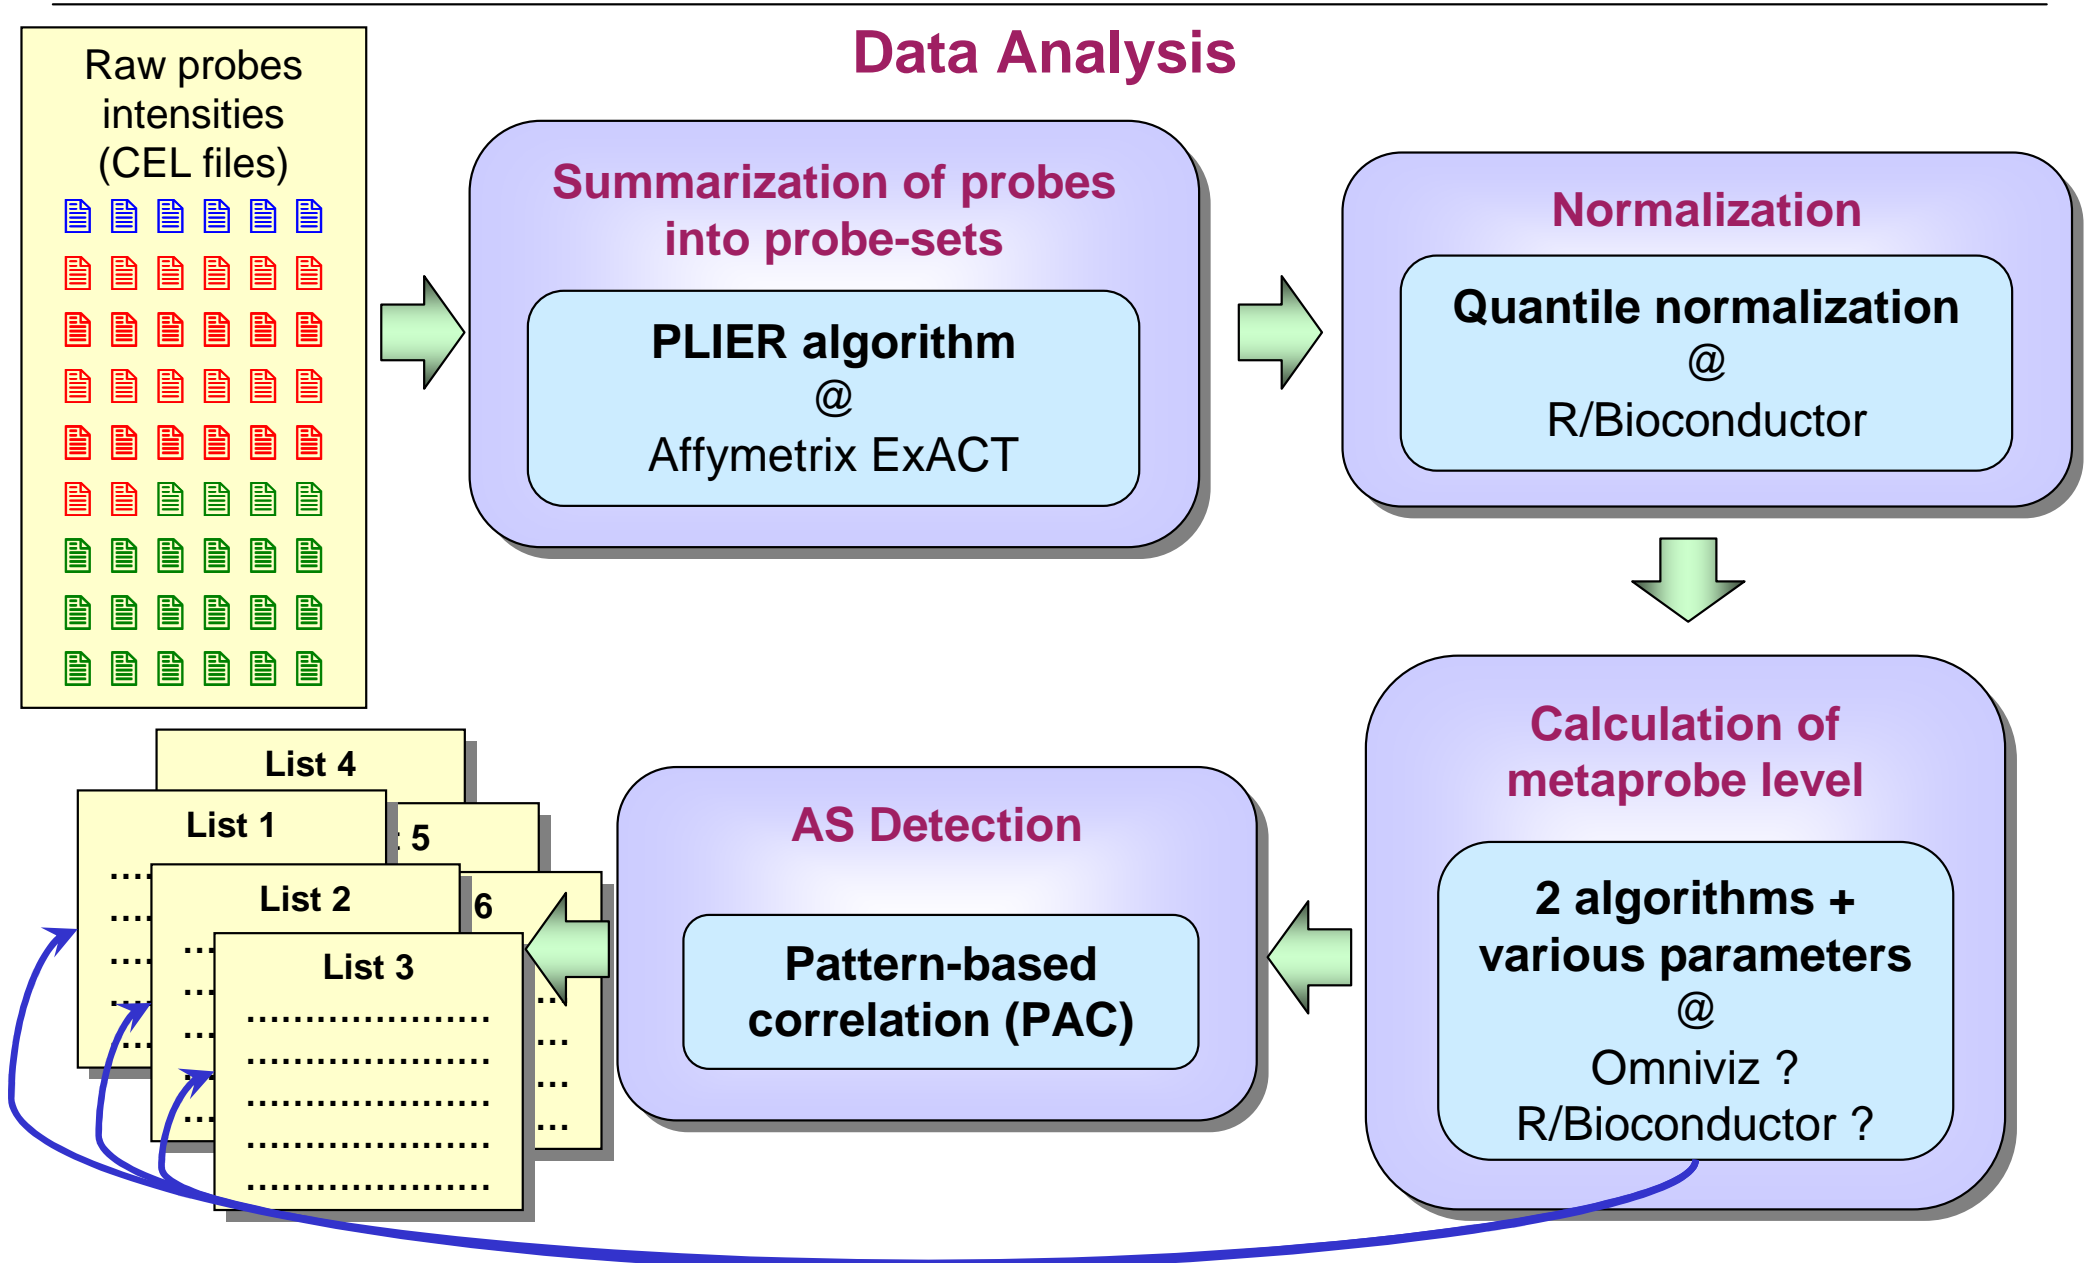 Data Analysis
Raw probes
intensities
(CEL files)
Summarization of probes
into probe-sets
PLIER algorithm
@
Affymetrix ExACT
Normalization
Quantile normalization
@
R/Bioconductor
Calculation of
metaprobe level
2 algorithms +
various parameters
@
Omniviz ?
R/Bioconductor ?
AS Detection
Pattern-based
correlation (PAC)
List 4
List 1
5
List 2
6
List 3